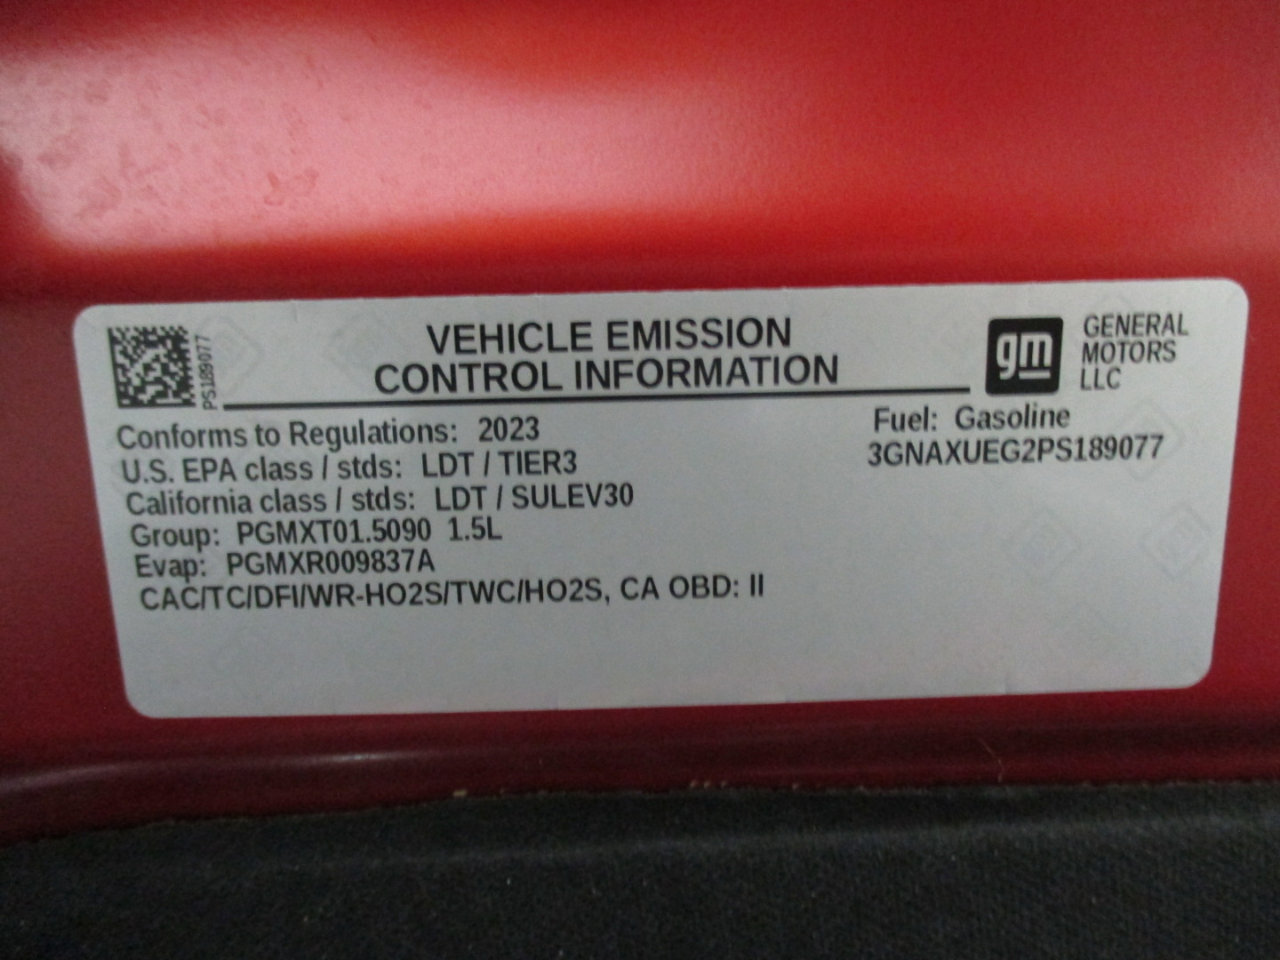 PS189077
VEHICLE EMISSION
CONTROL INFORMATION
gm
GENERAL
MOTORS
LLC
Conforms to Regulations: 2023
U.S. EPA class / stds: LDT / TIER3
California class / stds: LDT / SULEV30
Group: PGMXT01.5090 1.5L
Evap: PGMXR009837A
CAC/TC/DFI/WR-HO2S/TWC/HO2S, CA OBD: II
Fuel: Gasoline
3GNAXUEG2PS189077